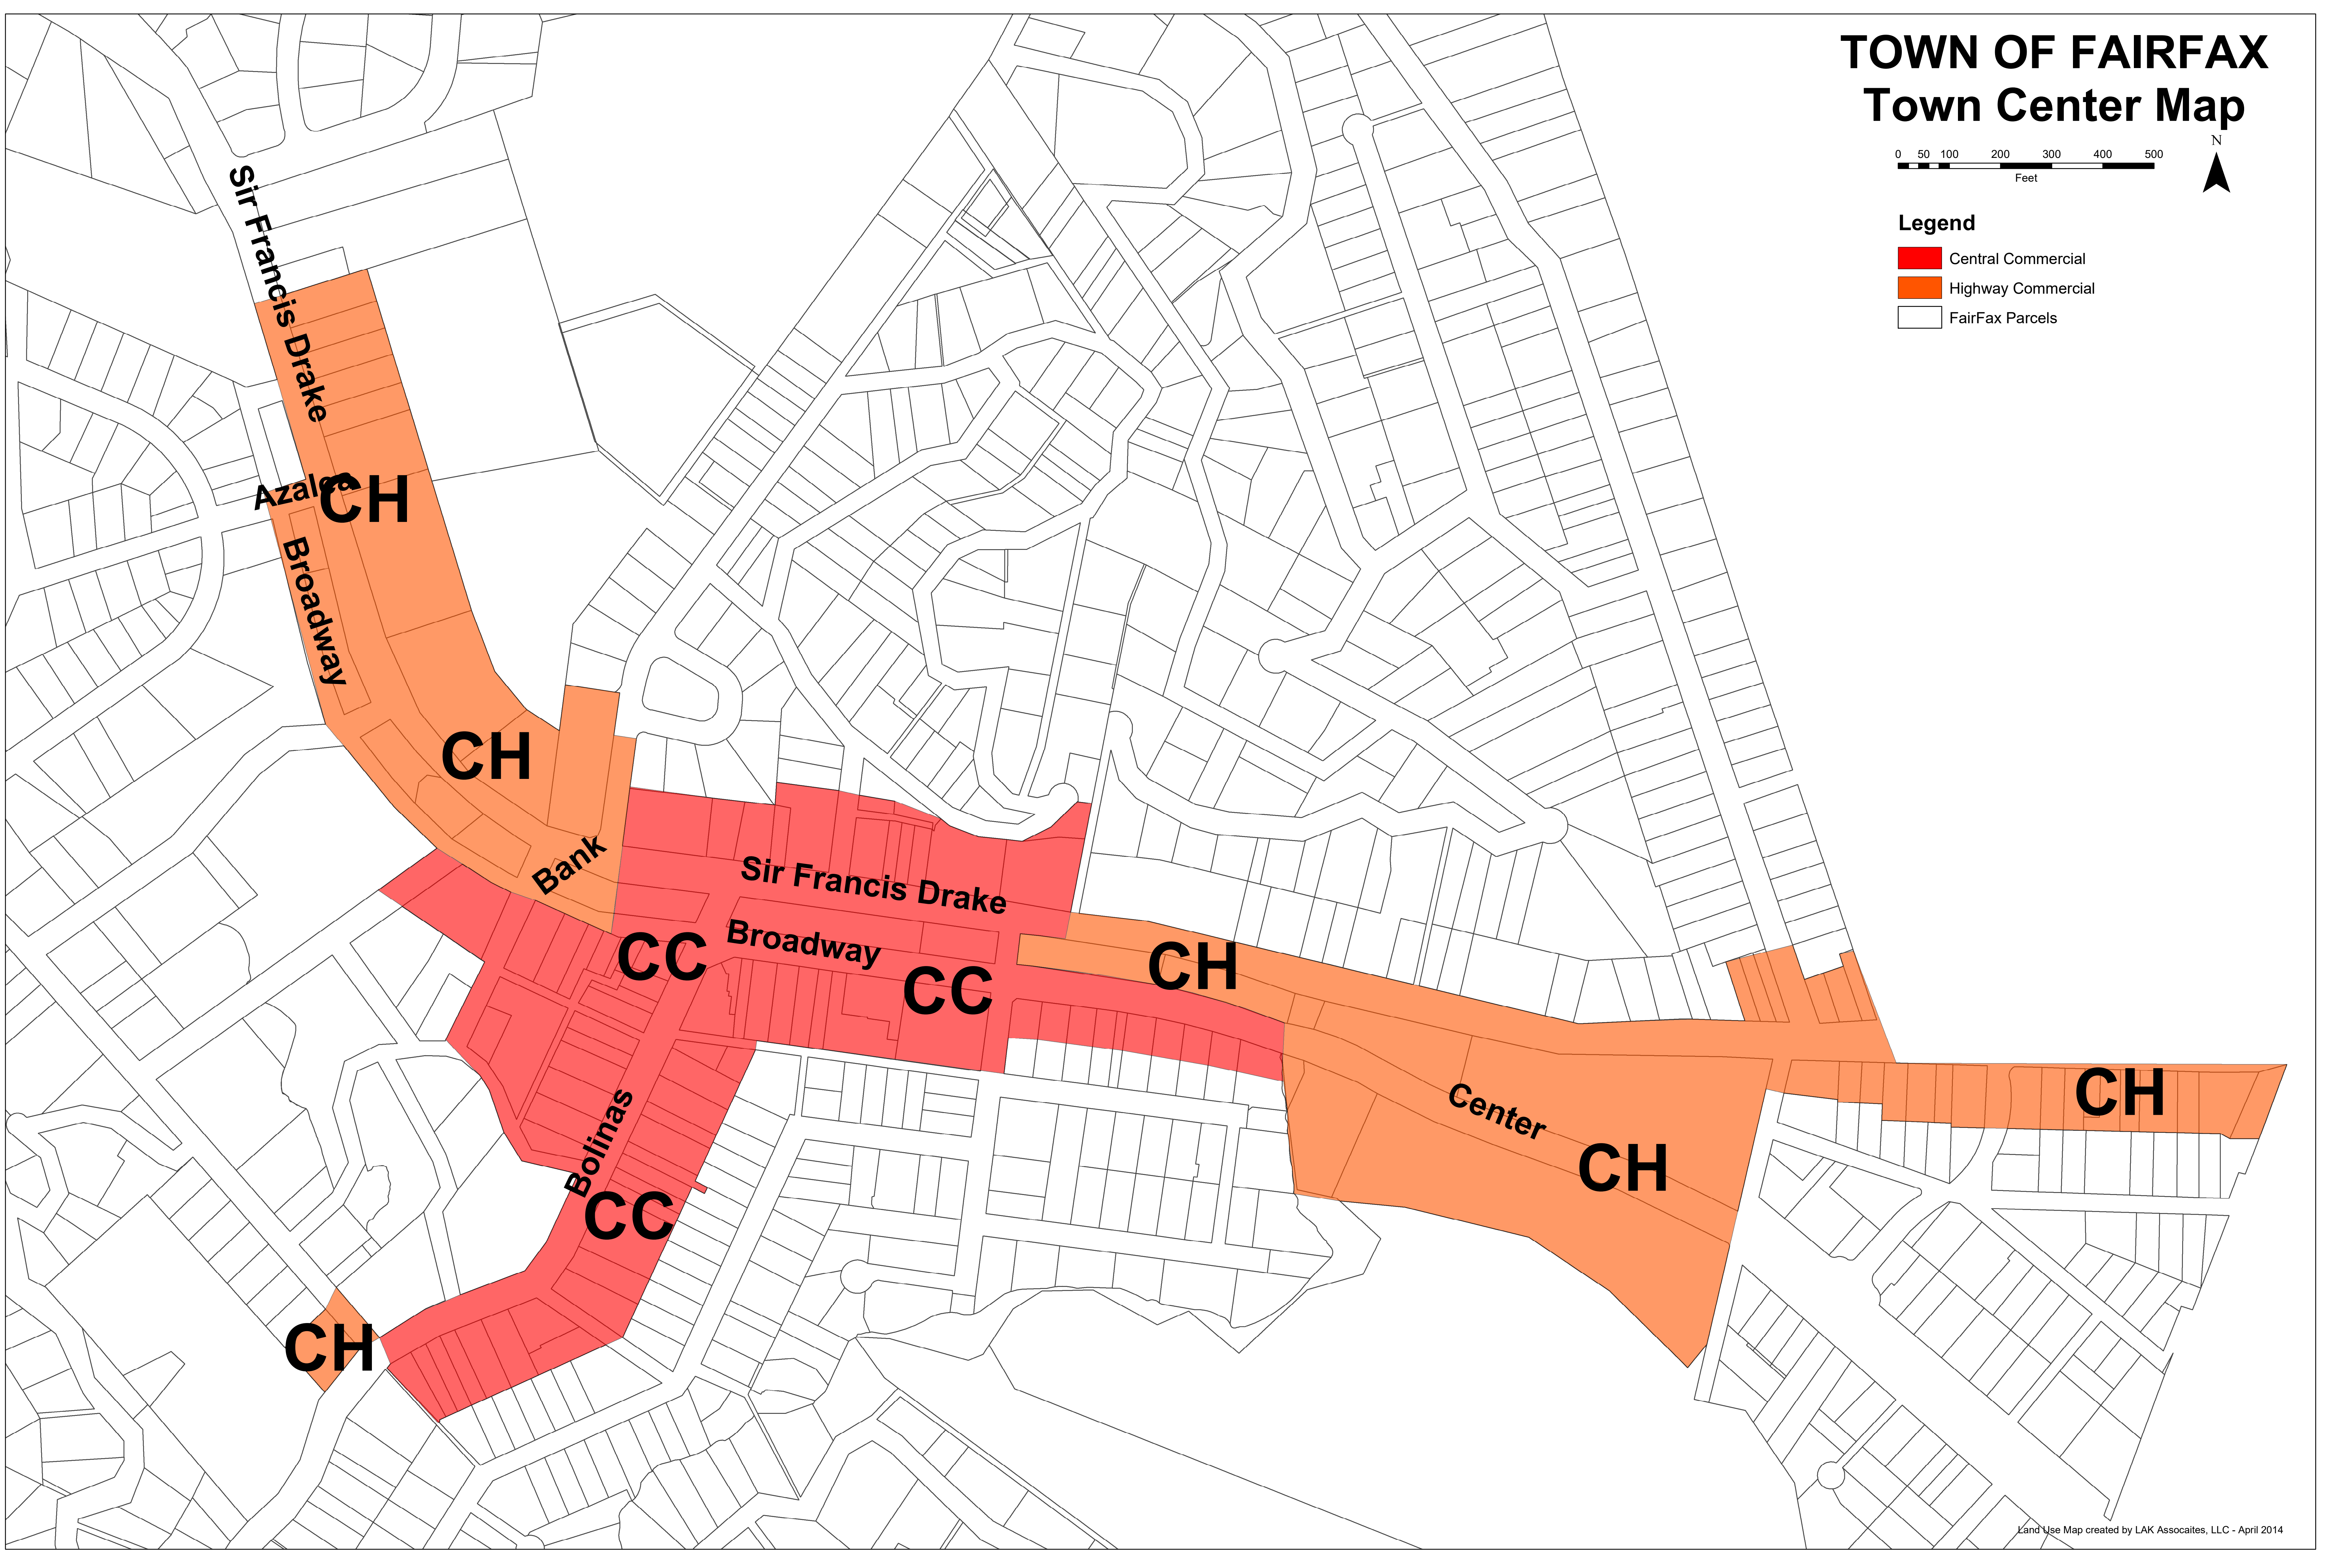 TOWN OF FAIRFAX
Town Center Map
N
0 50 100 200 300 400 500
Feet
Legend
Central Commercial
Highway Commercial
FairFax Parcels
Sir Francis Drake
Azalea
CH
Broadway
CH
Bank
Sir Francis Drake
Broadway
CC
CC
CH
Center
CH
CH
Bolinas
CC
CH
Land Use Map created by LAK Assocaites, LLC - April 2014